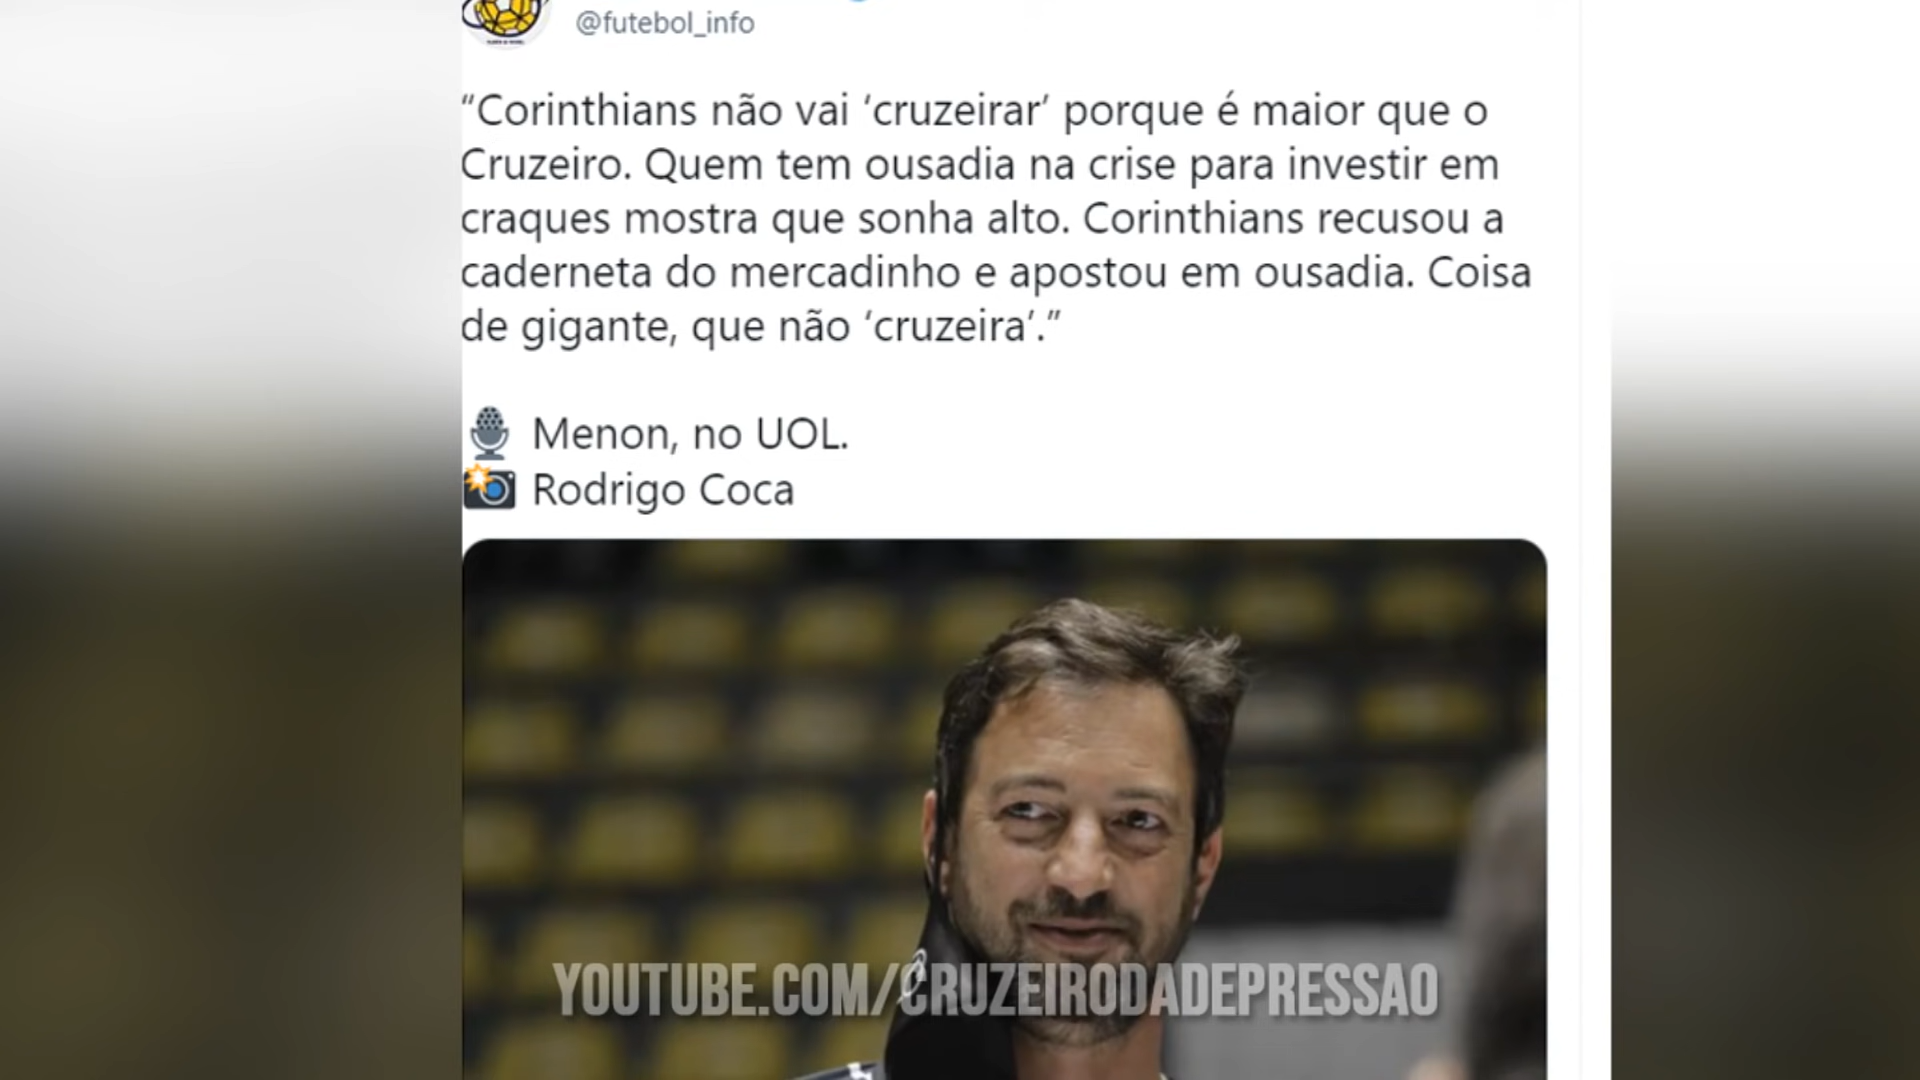 @futebol_info
“Corinthians não vai ‘cruzeirar’ porque é maior que o
Cruzeiro. Quem tem ousadia na crise para investir em
craques mostra que sonha alto. Corinthians recusou a
caderneta do mercadinho e apostou em ousadia. Coisa
de gigante, que não ‘cruzeira’.”
Menon, no UOL.
Rodrigo Coca
YOUTUBE.COM/CRUZEIRODADEPRESSAO